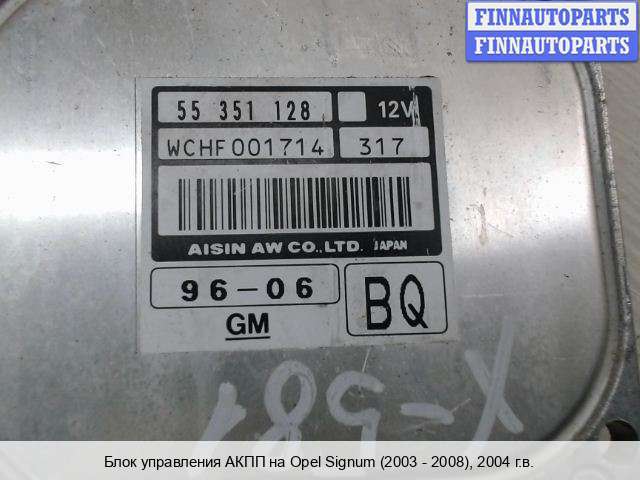 FINNAUTOPARTS
FINNAUTOPARTS
55 351 128 12V
WCHF001714 317
AISIN AW CO.,LTD. JAPAN
96-06 BQ
GM
X-581
Блок управления АКПП на Opel Signum (2003 - 2008), 2004 г.в.